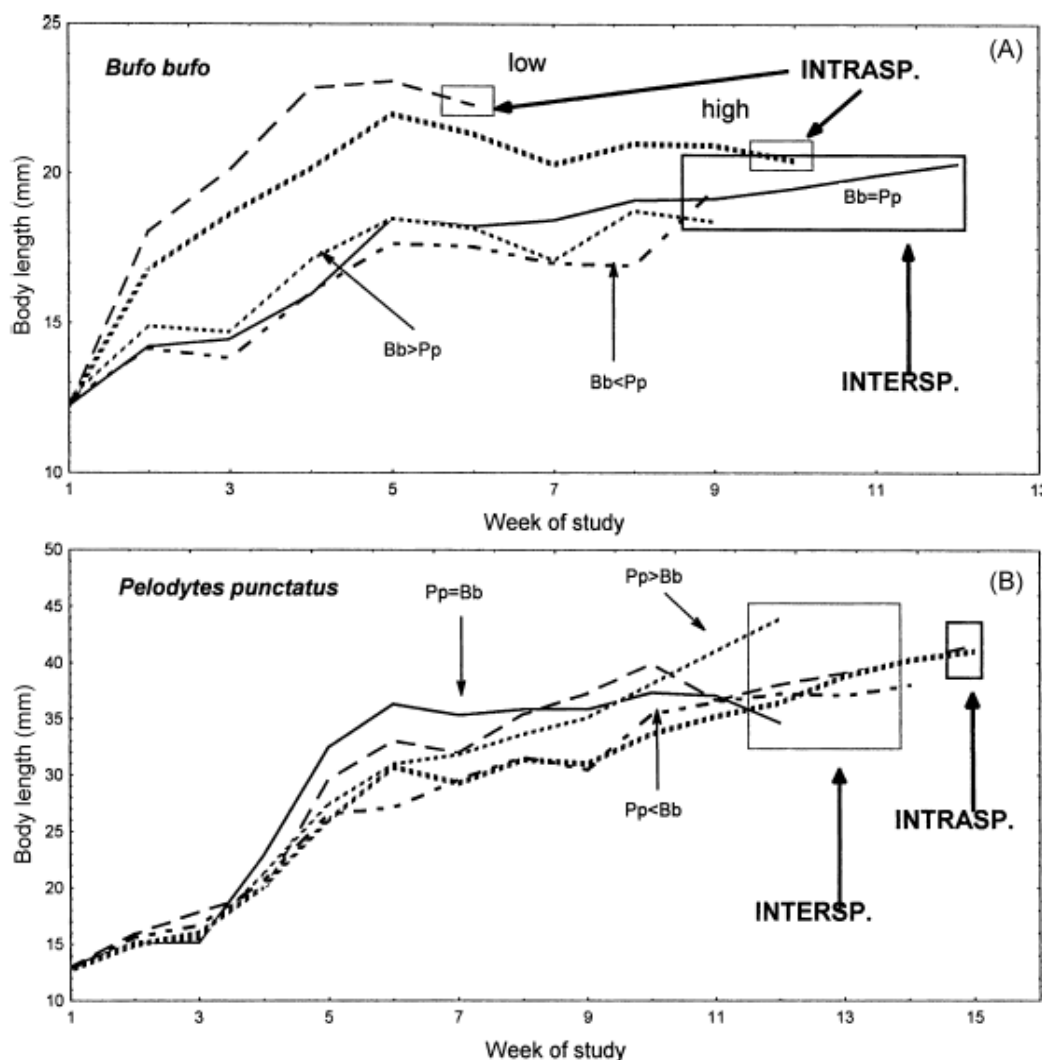 25
(A)
Bufo bufo
low
INTRASP.
high
20
Body length (mm)
Bb=Pp
15
Bb>Pp
Bb<Pp
INTERSP.
10
1 3 5 7 9 11 13
Week of study
50
Pelodytes punctatus
Pp=Bb
Pp>Bb
(B)
45
40
35
30
Body length (mm)
Pp<Bb
INTRASP.
25
20
INTERSP.
15
10
1 3 5 7 9 11 13 15
Week of study